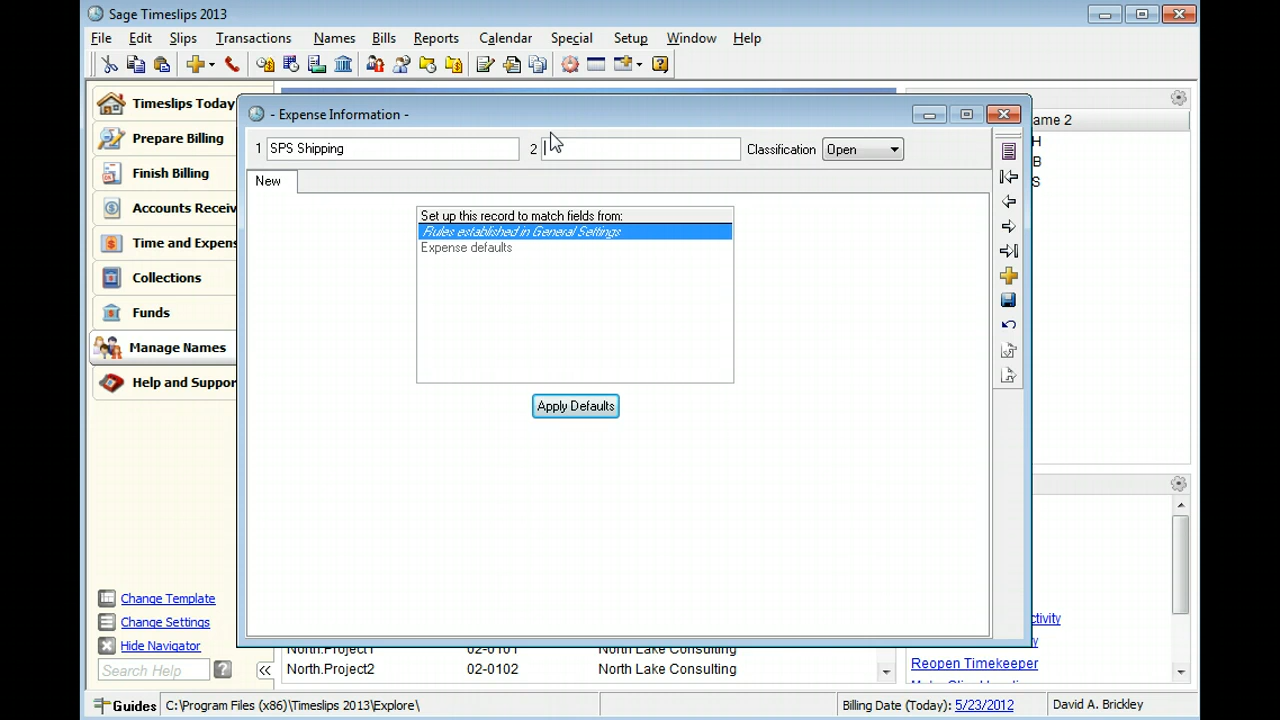 Sage Timeslips 2013
File Edit Slips Transactions Names Bills Reports Calendar Special Setup Window Help
Timeslips Today
Prepare Billing
Finish Billing
Accounts Receiv
Time and Expens
Collections
Funds
Manage Names
Help and Suppor
Change Template
Change Settings
Hide Navigator
Search Help
- Expense Information -
1 SPS Shipping 2 Classification Open
New
Set up this record to match fields from:
Rules established in General Settings
Expense defaults
Apply Defaults
ame 2
H
B
S
North.Project1 02-0101 North Lake Consulting
North.Project2 02-0102 North Lake Consulting
ctivity
y
Reopen Timekeeper
Guides C:\Program Files (x86)\Timeslips 2013\Explore\ Billing Date (Today): 5/23/2012 David A. Brickley